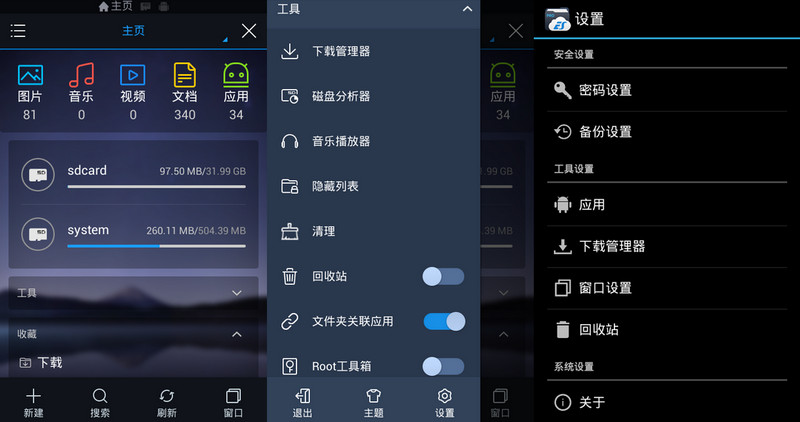 主页
主页
图片
音乐
视频
文档
应用
81
0
0
340
34
sdcard
97.50 MB/31.99 GB
system
260.11 MB/504.39 MB
工具
收藏
下载
新建
搜索
刷新
窗口
工具
下载管理器
磁盘分析器
音乐播放器
隐藏列表
清理
回收站
文件夹关联应用
Root工具箱
退出
主题
设置
应用
34
1.99 GB
.39 MB
窗口
ES
设置
安全设置
密码设置
备份设置
工具设置
应用
下载管理器
窗口设置
回收站
系统设置
关于